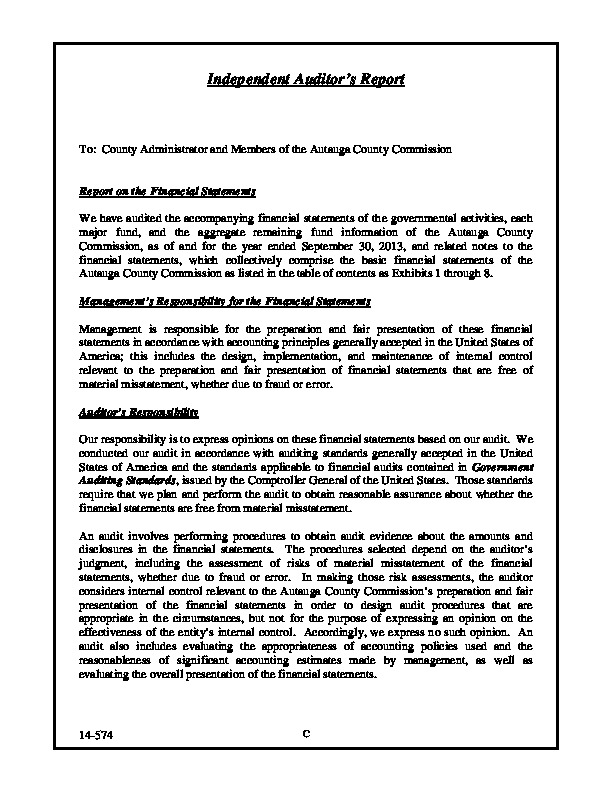 Independent Auditor's Report
To: County Administrator and Members of the Autauga County Commission
Report on the Financial Statements
We have audited the accompanying financial statements of the governmental activities, each
major fund, and the aggregate remaining fund information of the Autauga County
Commission, as of and for the year ended September 30, 2013, and related notes to the
financial statements, which collectively comprise the basic financial statements of the
Autauga County Commission as listed in the table of contents as Exhibits 1 through 8.
Management's Responsibility for the Financial Statements
Management is responsible for the preparation and fair presentation of these financial
statements in accordance with accounting principles generally accepted in the United States of
America; this includes the design, implementation, and maintenance of internal control
relevant to the preparation and fair presentation of financial statements that are free of
material misstatement, whether due to fraud or error.
Auditor's Responsibility
Our responsibility is to express opinions on these financial statements based on our audit. We
conducted our audit in accordance with auditing standards generally accepted in the United
States of America and the standards applicable to financial audits contained in Government
Auditing Standards, issued by the Comptroller General of the United States. Those standards
require that we plan and perform the audit to obtain reasonable assurance about whether the
financial statements are free from material misstatement.
An audit involves performing procedures to obtain audit evidence about the amounts and
disclosures in the financial statements. The procedures selected depend on the auditor's
judgment, including the assessment of risks of material misstatement of the financial
statements, whether due to fraud or error. In making those risk assessments, the auditor
considers internal control relevant to the Autauga County Commission's preparation and fair
presentation of the financial statements in order to design audit procedures that are
appropriate in the circumstances, but not for the purpose of expressing an opinion on the
effectiveness of the entity's internal control. Accordingly, we express no such opinion. An
audit also includes evaluating the appropriateness of accounting policies used and the
reasonableness of significant accounting estimates made by management, as well as
evaluating the overall presentation of the financial statements.
14-574
C